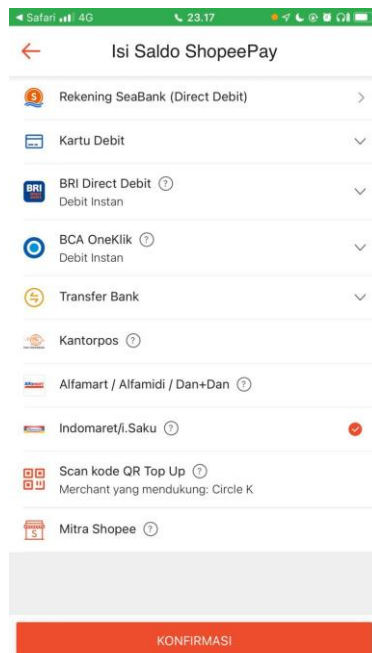 Safari 4G 23.17
Isi Saldo ShopeePay
Rekening SeaBank (Direct Debit)
Kartu Debit
BRI
BRI Direct Debit ?
Debit Instan
BCA OneKlik ?
Debit Instan
Transfer Bank
Kantorpos ?
Alfamart
Alfamart / Alfamidi / Dan+Dan ?
Indomaret/i.Saku ?
Scan kode QR Top Up ?
Merchant yang mendukung: Circle K
S
Mitra Shopee ?
KONFIRMASI